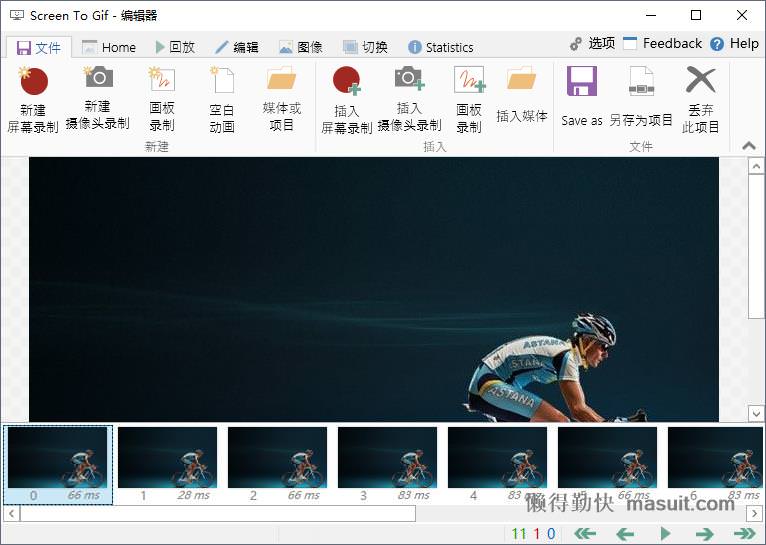 Screen To Gif - 编辑器
文件 Home 回放 编辑 图像 切换 Statistics 选项 Feedback Help
新建
屏幕录制
新建
摄像头录制
画板
录制
空白
动画
媒体或
项目
新建
插入
屏幕录制
插入
摄像头录制
画板
录制
插入媒体
插入
Save as
另存为项目
丢弃
此项目
文件
ASTANA
STANA
ASTANA
0 66 ms
1 28 ms
2 66 ms
3 83 ms
4 83 ms
5 66 ms
6 83 ms
懒得勤快 masuit.com
11 1 0